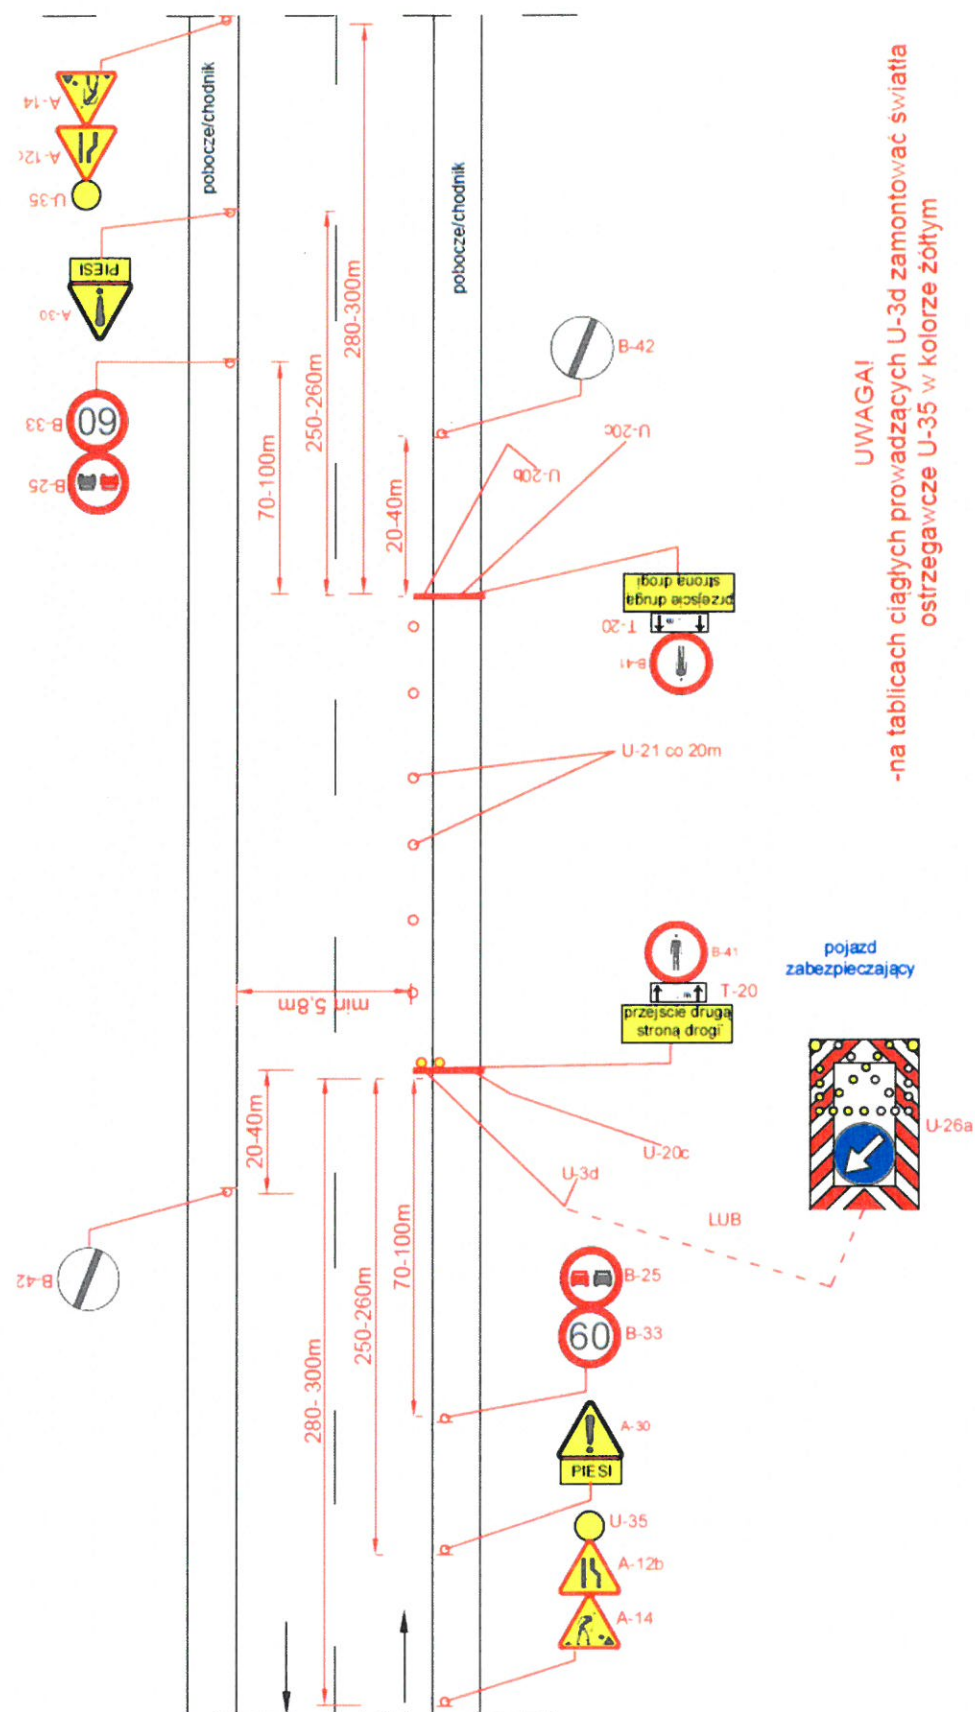 A-14
A-12c
U-35
PIESI
A-30
B-33
60
B-25
pobocze/chodnik
pobocze/chodnik
280-300m
250-260m
70-100m
20-40m
B-42
U-20c
U-20b
przejscie drugą
stroną drogi
T-20
B-41
U-21 co 20m
UWAGA!
-na tablicach ciągłych prowadzących U-3d zamontować światła
ostrzegawcze U-35 w kolorze żółtym
B-41
T-20
przejscie drugą
stroną drogi
pojazd
zabezpieczający
U-26a
min 5,8m
20-40m
U-20c
U-3d
LUB
70-100m
250-260m
280- 300m
B-42
B-25
60
B-33
A-30
PIESI
U-35
A-12b
A-14